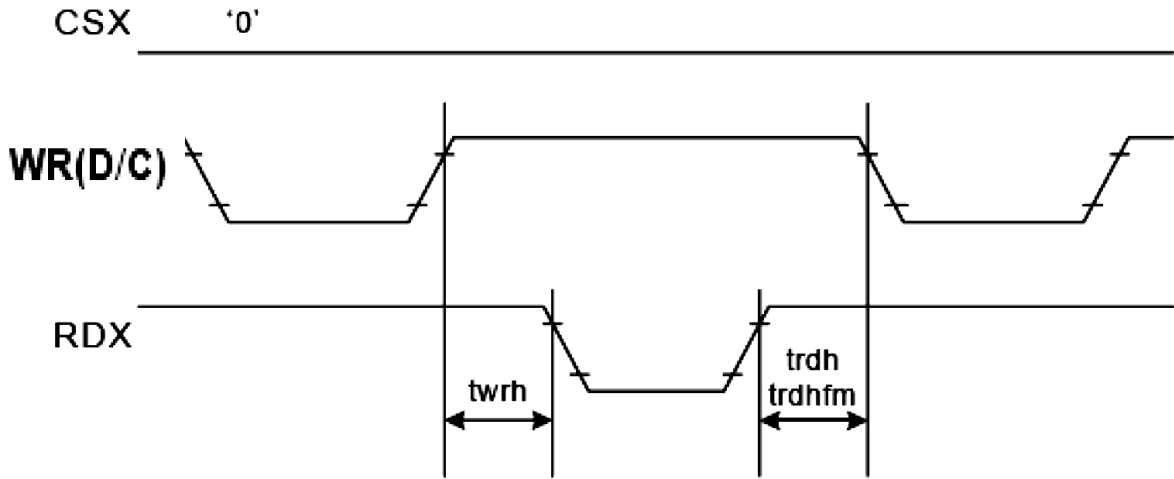 CSX ‘0’
WR(D/C)
RDX
twrh
trdh
trdhfm